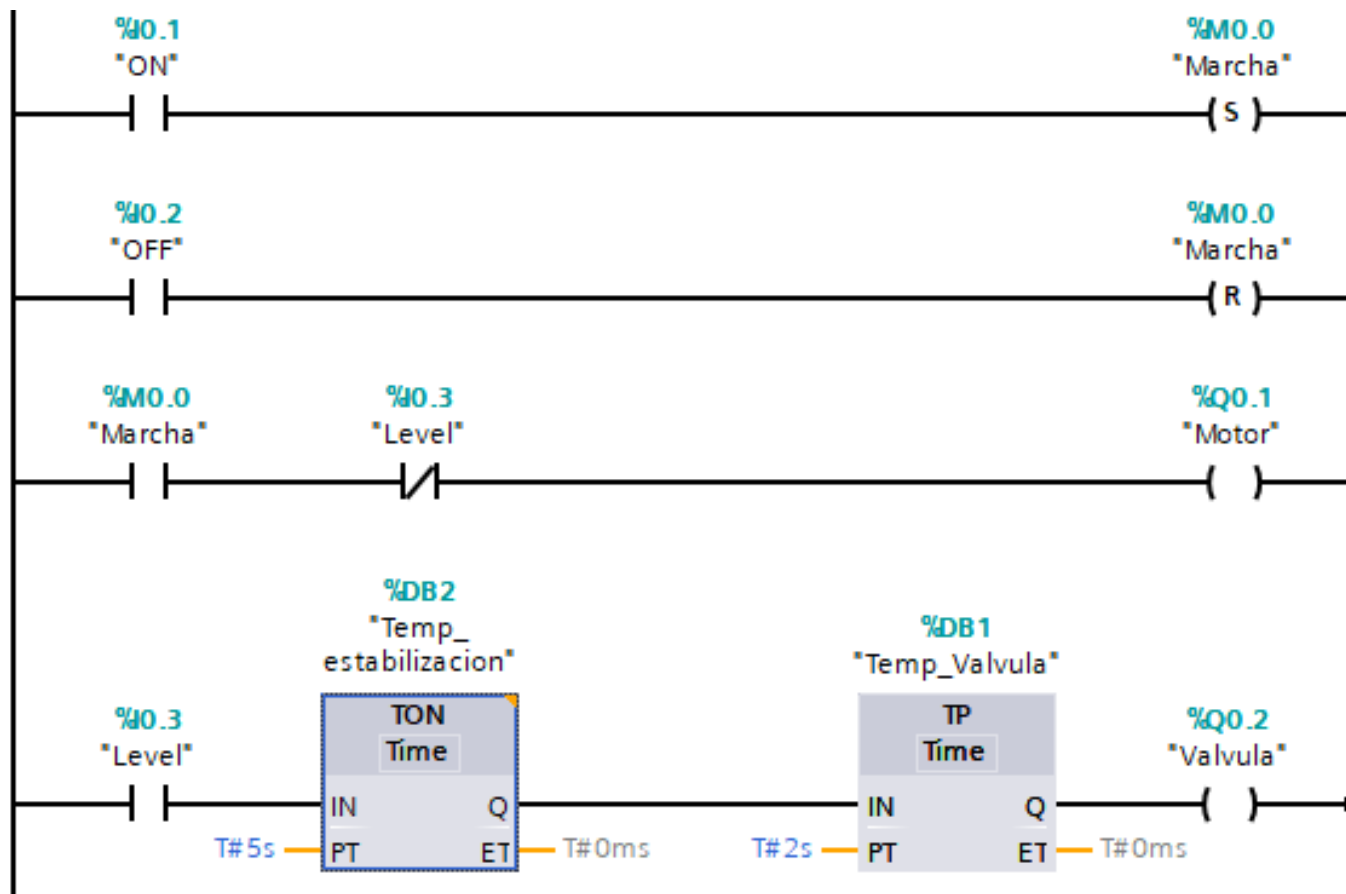 %I0.1 %M0.0
"ON" "Marcha"
S
%I0.2 %M0.0
"OFF" "Marcha"
R
%M0.0 %I0.3 %Q0.1
"Marcha" "Level" "Motor"
%DB2
"Temp_
estabilizacion"
%DB1
"Temp_Valvula"
TON TP
%I0.3 %Q0.2
"Level" Time Time "Valvula"
IN Q IN Q
T#5s PT ET T#0ms T#2s PT ET T#0ms